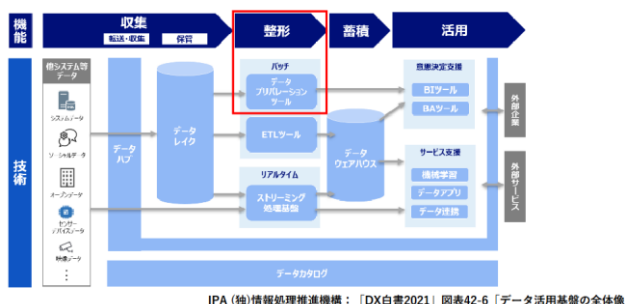 機能
収集
転送・収集
保管
整形
蓄積
活用
技術
他システム等
データ
システムデータ
ソーシャルデータ
オープンデータ
センサー
デバイスデータ
映像データ
データ
ハブ
データ
レイク
バッチ
データ
プリパレーション
ツール
ETLツール
リアルタイム
ストリーミング
処理基盤
データ
ウェアハウス
意思決定支援
BIツール
BAツール
サービス支援
機械学習
データアプリ
データ連携
外部企業
外部サービス
データカタログ
IPA (独)情報処理推進機構：「DX白書2021」図表42-6「データ活用基盤の全体像